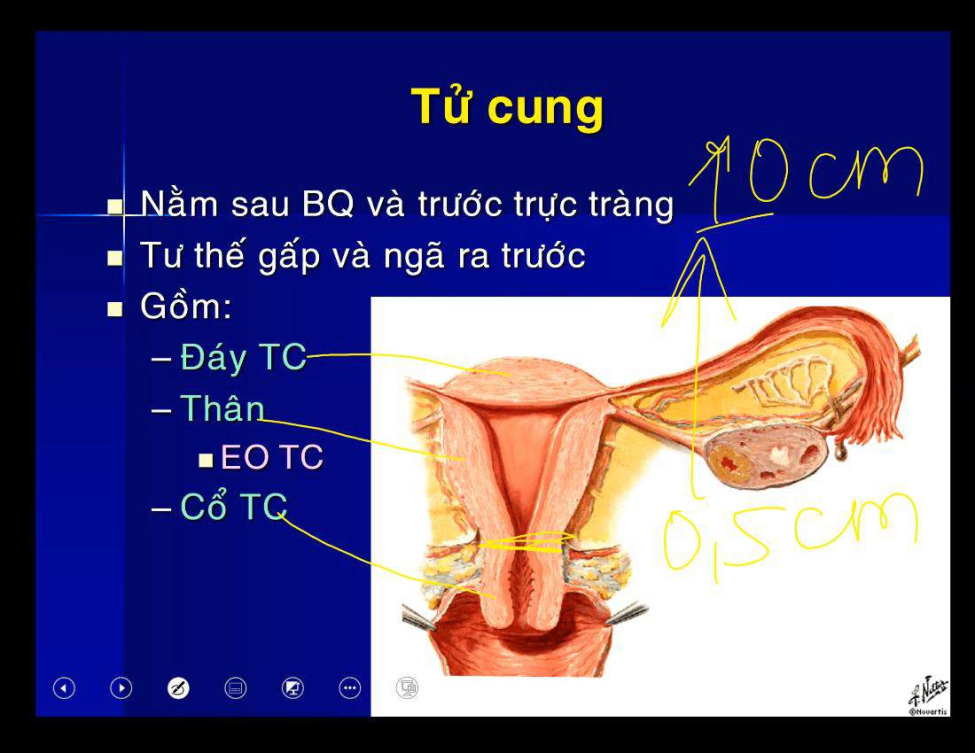 Tử cung
Nằm sau BQ và trước trực tràng
Tư thế gấp và ngã ra trước
Gồm:
– Đáy TC
– Thân
EO TC
– Cổ TC
10 cm
0,5 cm
F. Netter
©Novartis